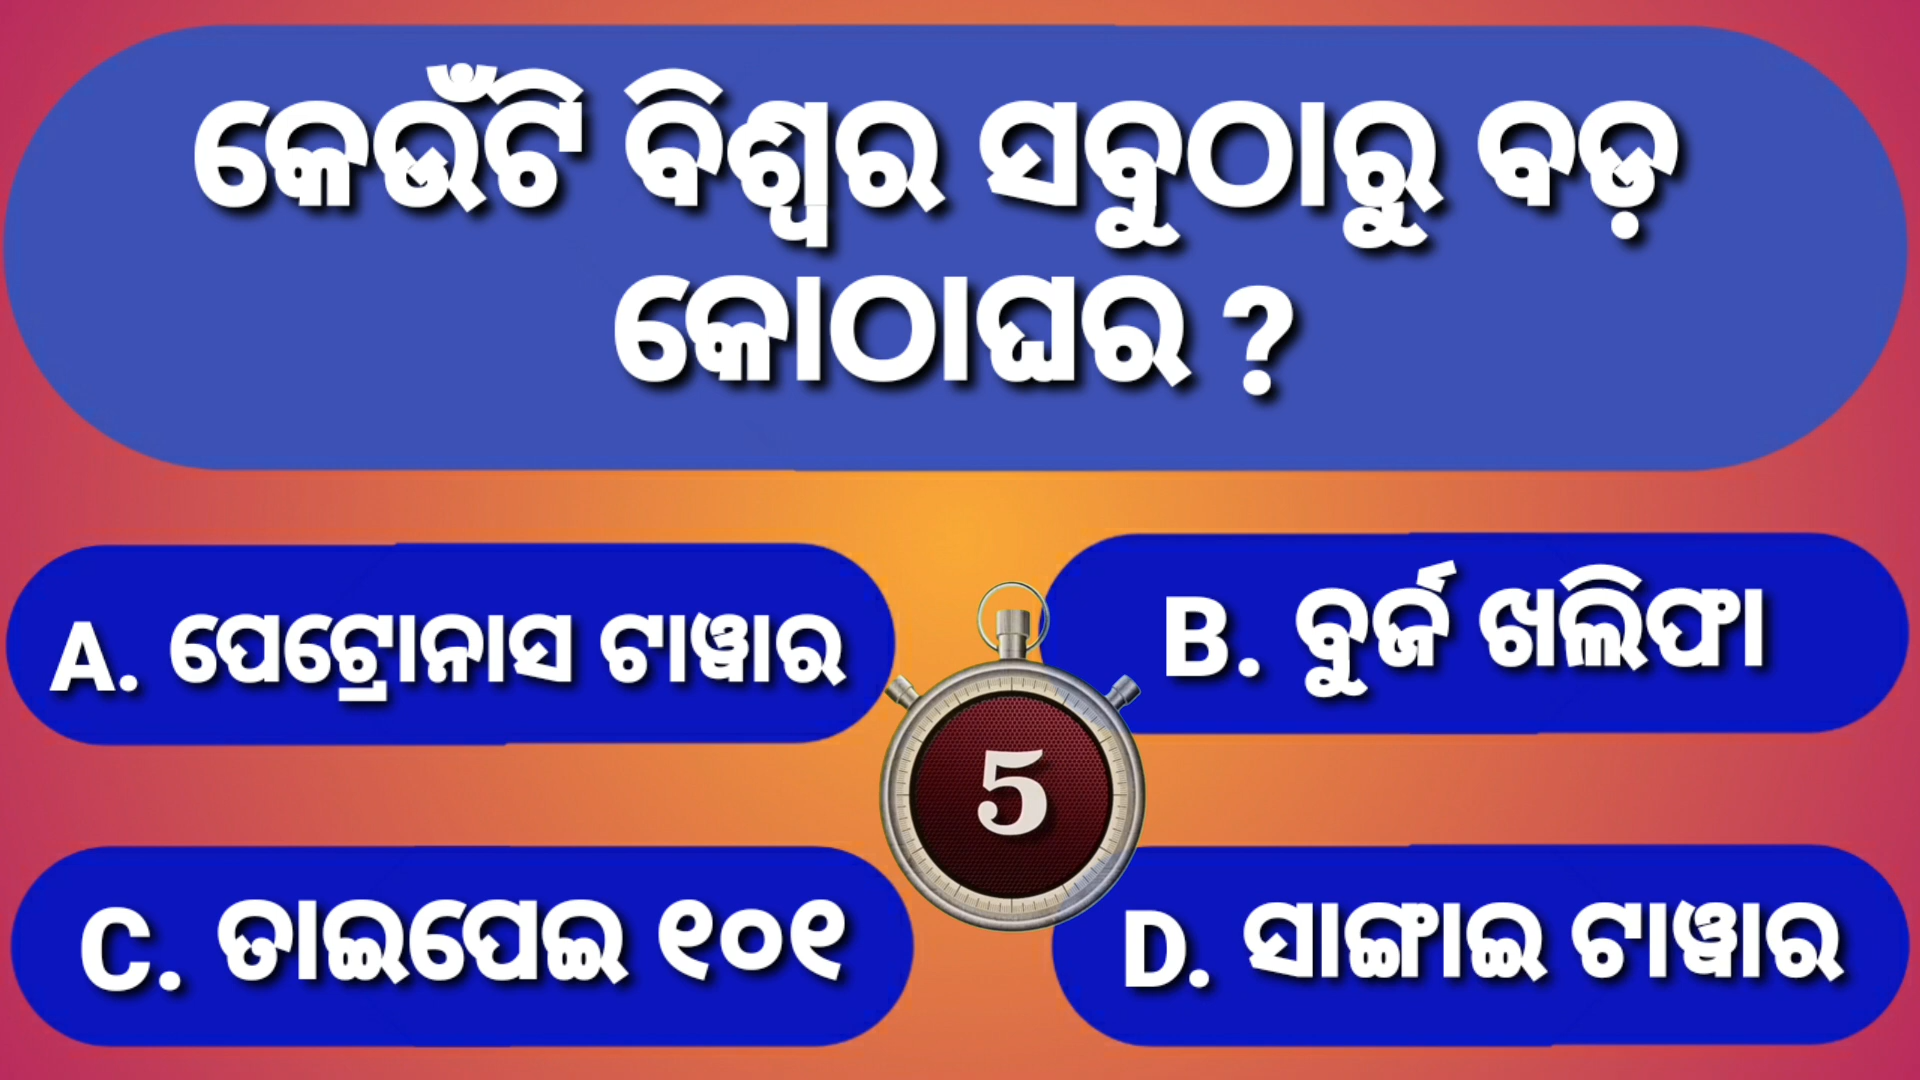 କେଉଁଟି ବିଶ୍ୱର ସବୁଠାରୁ ବଡ଼
କୋଠାଘର ?
A. ପେଟ୍ରୋନାସ ଟାୱାର
B. ବୁର୍ଜ ଖଲିଫା
5
C. ତାଇପେଇ ୧୦୧
D. ସାଙ୍ଗାଇ ଟାୱାର